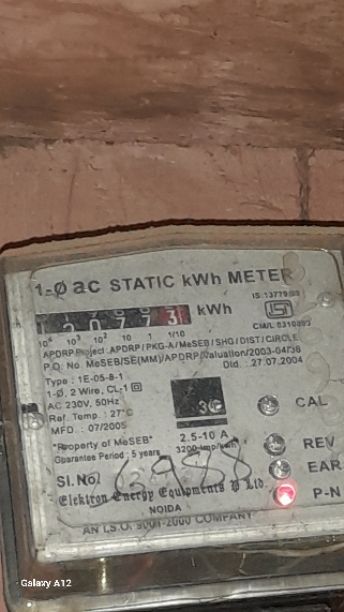 1-Ø ac STATIC kWh METER
IS:13779/99
12077 3 kWh
10⁴ 10³ 10² 10 1 1/10
CM/L
APDRP Project :APDRP/PKG-A/MeSEB/SHG/DIST/CIRCLE
P.O. No. MeSEB/SE(MM)/APDRP/Valuation/2003-04/38
Dtd. : 27.07.2004
Type : 1E-05-8-1
1-Ø, 2 Wire, CL-1
AC 230V, 50Hz
Ref. Temp. : 27°C
MFD. : 07/2005
CAL
"Property of MeSEB"
2.5-10 A
REV
Guarantee Period : 5 years
3200 imp/kwh
EAR
Sl.No.
P-N
Elektron Energy Equipments P Ltd.
NOIDA
AN I.S.O. 9001-2000 COMPANY
Galaxy A12